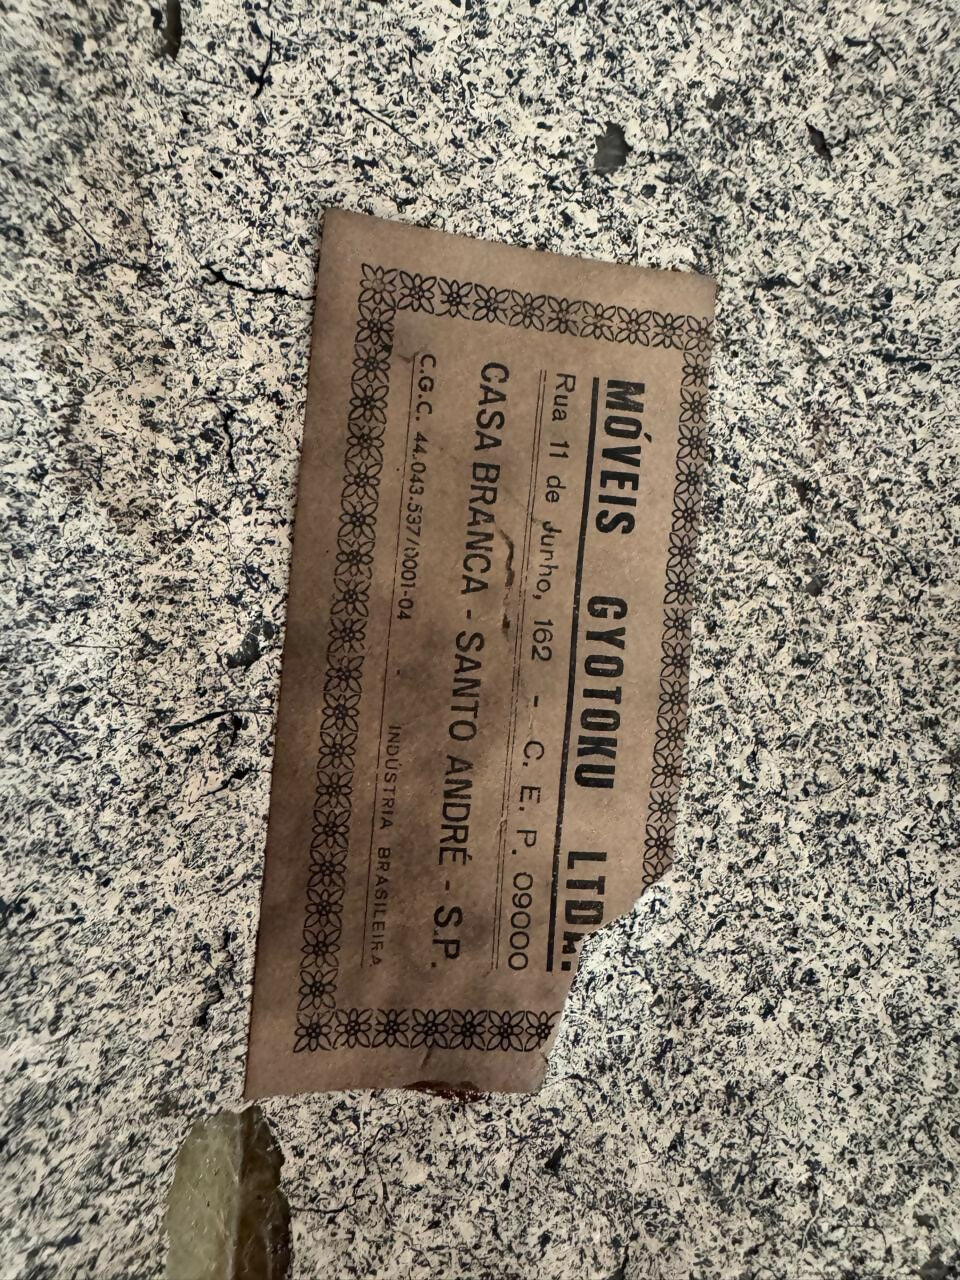 MÓVEIS GYOTOKU LTDA.
Rua 11 de Junho, 162 - C. E. P. 09000
CASA BRANCA - SANTO ANDRÉ - S.P.
C.G.C. 44.043.537/0001-04 - INDÚSTRIA BRASILEIRA